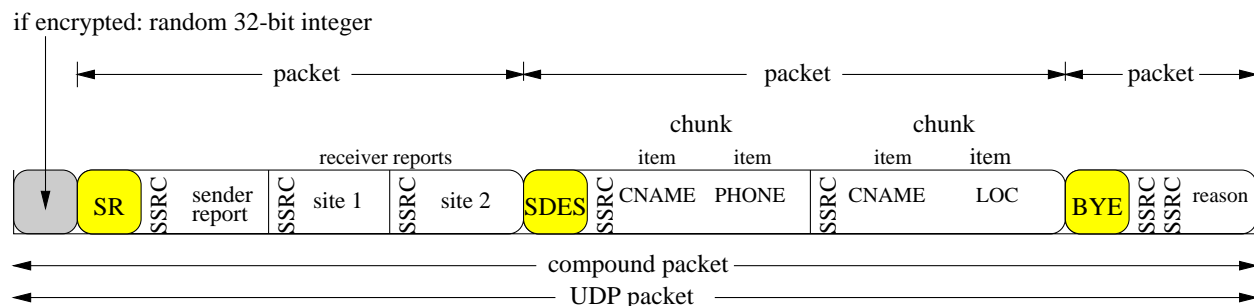 if encrypted: random 32-bit integer
packet packet packet
chunk chunk
receiver reports item item item item
SR SSRC sender report SSRC site 1 SSRC site 2 SDES SSRC CNAME PHONE SSRC CNAME LOC BYE SSRC SSRC reason
compound packet
UDP packet